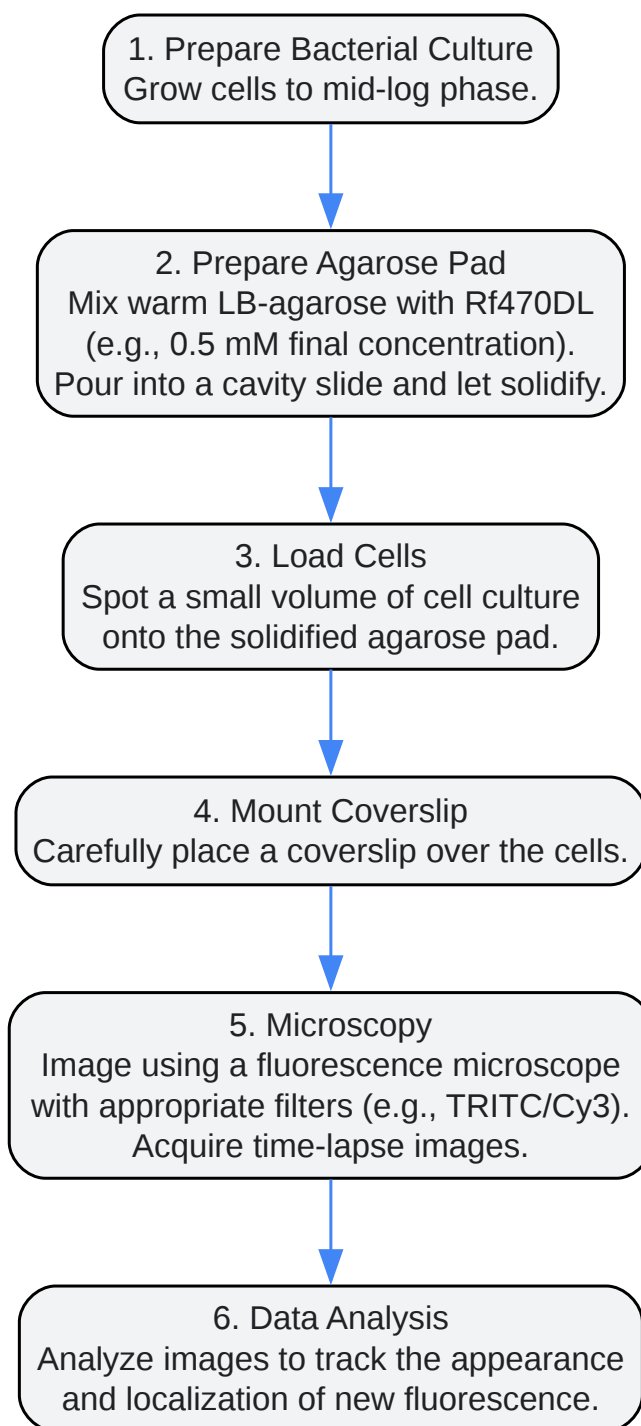 1. Prepare Bacterial Culture
Grow cells to mid-log phase.
2. Prepare Agarose Pad
Mix warm LB-agarose with Rf470DL
(e.g., 0.5 mM final concentration).
Pour into a cavity slide and let solidify.
3. Load Cells
Spot a small volume of cell culture
onto the solidified agarose pad.
4. Mount Coverslip
Carefully place a coverslip over the cells.
5. Microscopy
Image using a fluorescence microscope
with appropriate filters (e.g., TRITC/Cy3).
Acquire time-lapse images.
6. Data Analysis
Analyze images to track the appearance
and localization of new fluorescence.